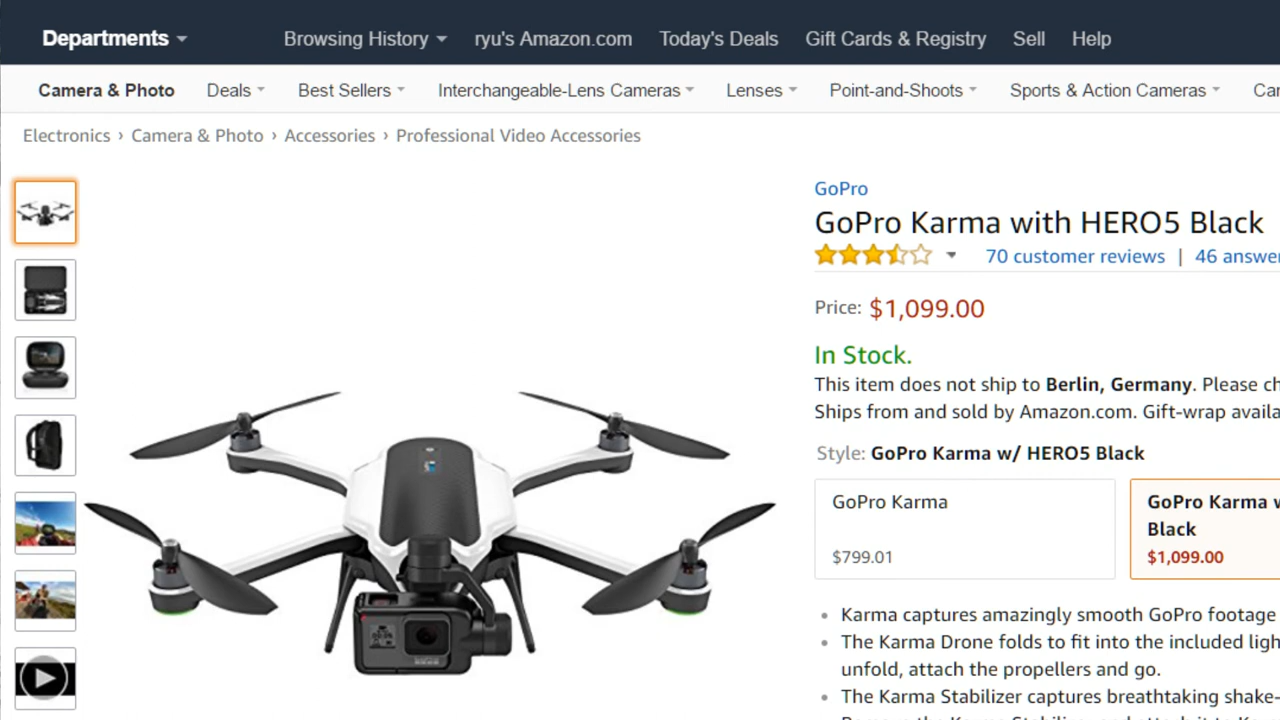 Departments
Browsing History
ryu's Amazon.com
Today's Deals
Gift Cards & Registry
Sell
Help
Camera & Photo
Deals
Best Sellers
Interchangeable-Lens Cameras
Lenses
Point-and-Shoots
Sports & Action Cameras
Electronics › Camera & Photo › Accessories › Professional Video Accessories
GoPro
GoPro Karma with HERO5 Black
70 customer reviews | 46
Price: $1,099.00
In Stock.
This item does not ship to Berlin, Germany. Please
Ships from and sold by Amazon.com. Gift-wrap
Style: GoPro Karma w/ HERO5 Black
GoPro Karma
$799.01
GoPro Karma
Black
$1,099.00
Karma captures amazingly smooth GoPro footage
The Karma Drone folds to fit into the included
unfold, attach the propellers and go.
The Karma Stabilizer captures breathtaking